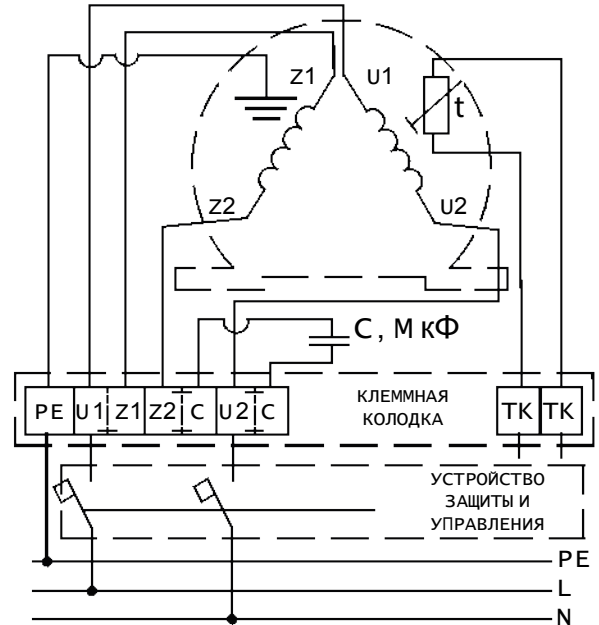 Z1 U1
t
Z2 U2
С, МкФ
PE U1 Z1 Z2 C U2 C
КЛЕММНАЯ
КОЛОДКА
ТК ТК
УСТРОЙСТВО
ЗАЩИТЫ И
УПРАВЛЕНИЯ
PE
L
N